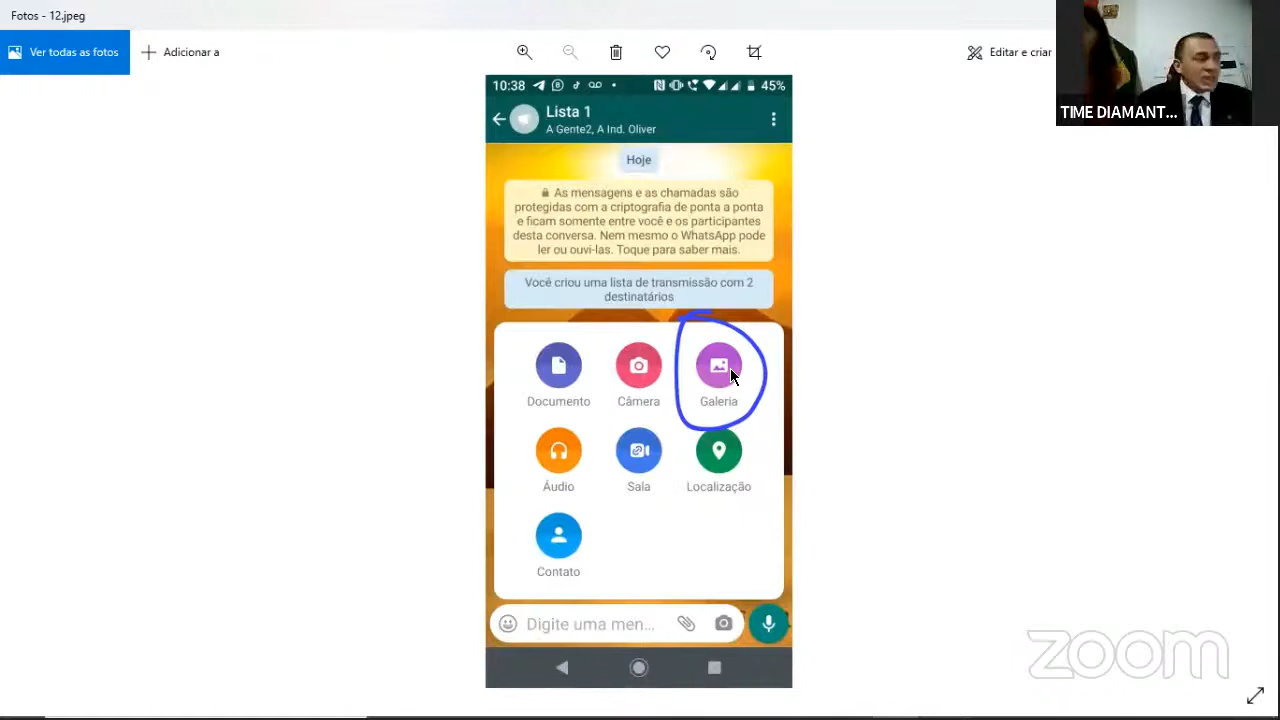 Fotos - 12.jpeg
Ver todas as fotos
Adicionar a
Editar e criar
TIME DIAMANT...
10:38
45%
Lista 1
A Gente2, A Ind. Oliver
Hoje
As mensagens e as chamadas são
protegidas com a criptografia de ponta a ponta
e ficam somente entre você e os participantes
desta conversa. Nem mesmo o WhatsApp pode
ler ou ouvi-las. Toque para saber mais.
Você criou uma lista de transmissão com 2
destinatários
Documento
Câmera
Galeria
Áudio
Sala
Localização
Contato
Digite uma men...
zoom